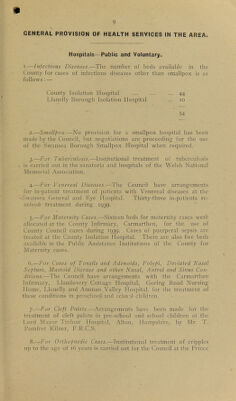 9
GENERAL PROVISION OF HEALTH SERVICES IN THE AREA.
Hospitals—Public and Voluntary.
1.—Infectious Diseases.—The number of beds available in the
County for cases of infectious diseases other than smallpox is as
follows :—
County Isolation Hospital 44
Llanelly Borough Isolation Hospital 10
54
2.—Smallpox.—No provision for a smallpox hospital has been
made by the Council, but negotiations are proceeding for the use
of the Swansea Borough Smallpox Hospital when required.
3.—For Tuberculosis.—Institutional treatment of tuberculosis
is carried out in the sanatoria and hospitals of the Welsh National
Memorial Association.
4.—For Venereal Diseases.—The Council have arrangements
for in-patient treatment of patients with Venereal diseases at the
Swansea General and Eye Hospital. Thirty-three in-patients re-
ceived treatment during 1939.
5.—For Maternity Cases.—Sixteen beds for maternity cases were
allocated at the County Infirmary, Carmarthen, for the use of
County Council cases during 1939. Cases of puerperal sepsis are
treated at the County Isolation Hospital. There are also five beds
available in the Public Assistance Institutions of the County for
Maternity cases.
6.—For Cases of Tonsils and Adenoids, Polypi, Deviated Nasal
Septum, Mastoid Disease and other Nasal, Antral and Sinus Con-
ditions.—The Council have arrangements with the Carmarthen
Infirmary, Llandovery Cottage Hospital, Goring Road Nursing
Home, Llanelly and Amman Valley Hospital for the treatment of
these conditions in preschool and school children.
7.—For Cleft Palate.—Arrangements have been made for the
treatment of cleft palate in pre-school and school children at the
Lord Mayor Treloar Hospital, Alton, Hampshire, by Mr. T.
Pomfret Kilner, F.R.C.S.
8.—For Orthopaedic Cases.—Institutional treatment of cripples
up to the age of 16 years is carried out for the Council at the Prince